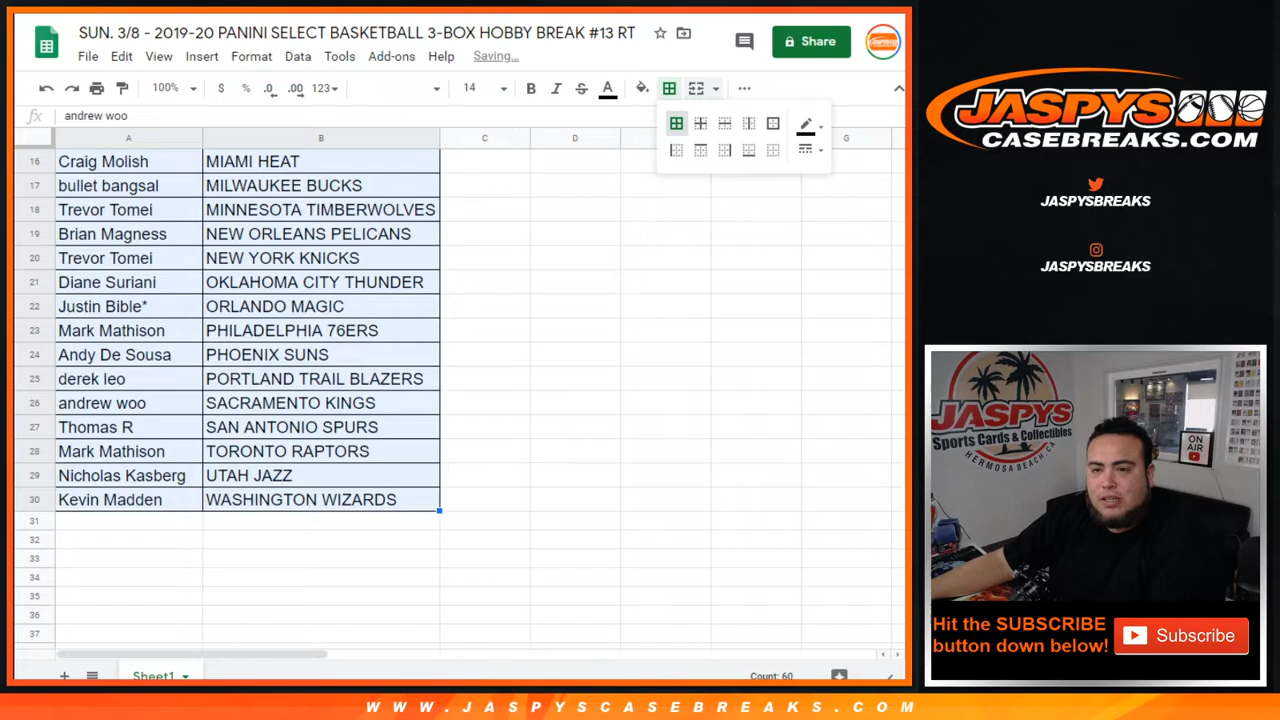 SUN. 3/8 - 2019-20 PANINI SELECT BASKETBALL 3-BOX HOBBY BREAK #13 RT
File Edit View Insert Format Data Tools Add-ons Help Saving...
Share
100% $ % .0 .00 123 14 B I S A
fx andrew woo
A B C D G
16 Craig Molish MIAMI HEAT
17 bullet bangsal MILWAUKEE BUCKS
18 Trevor Tomei MINNESOTA TIMBERWOLVES
19 Brian Magness NEW ORLEANS PELICANS
20 Trevor Tomei NEW YORK KNICKS
21 Diane Suriani OKLAHOMA CITY THUNDER
22 Justin Bible* ORLANDO MAGIC
23 Mark Mathison PHILADELPHIA 76ERS
24 Andy De Sousa PHOENIX SUNS
25 derek leo PORTLAND TRAIL BLAZERS
26 andrew woo SACRAMENTO KINGS
27 Thomas R SAN ANTONIO SPURS
28 Mark Mathison TORONTO RAPTORS
29 Nicholas Kasberg UTAH JAZZ
30 Kevin Madden WASHINGTON WIZARDS
31
32
33
34
35
36
37
Sheet1 Count: 60
JASPYS
CASEBREAKS.COM
JASPYSBREAKS
JASPYSBREAKS
JASPYS
Sports Cards & Collectibles
HERMOSA BEACH, CA
ON AIR
Hit the SUBSCRIBE
button down below!
Subscribe
WWW.JASPYSCASEBREAKS.COM